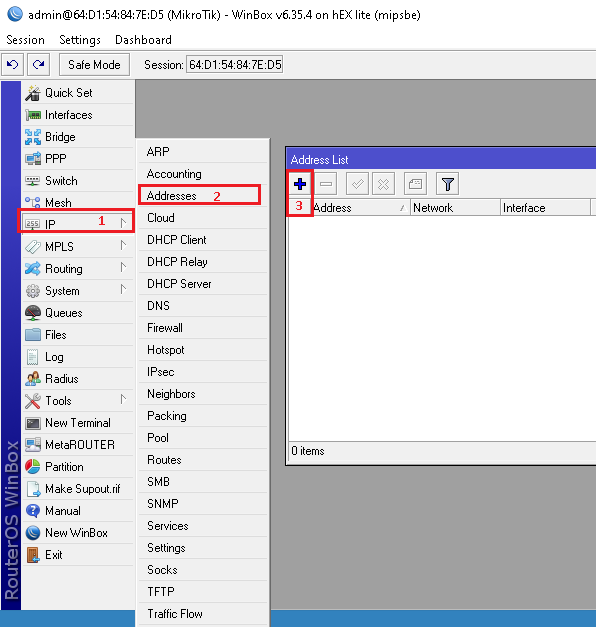 admin@64:D1:54:84:7E:D5 (MikroTik) - WinBox v6.35.4 on hEX lite (mipsbe)
Session Settings Dashboard
Safe Mode Session: 64:D1:54:84:7E:D5
Quick Set
Interfaces
Bridge
PPP
Switch
Mesh
255 IP 1
MPLS
Routing
System
Queues
Files
Log
Radius
Tools
New Terminal
MetaROUTER
Partition
Make Supout.rif
Manual
New WinBox
Exit
RouterOS WinBox
ARP
Accounting
Addresses 2
Cloud
DHCP Client
DHCP Relay
DHCP Server
DNS
Firewall
Hotspot
IPsec
Neighbors
Packing
Pool
Routes
SMB
SNMP
Services
Settings
Socks
TFTP
Traffic Flow
Address List
3 Address / Network Interface
0 items